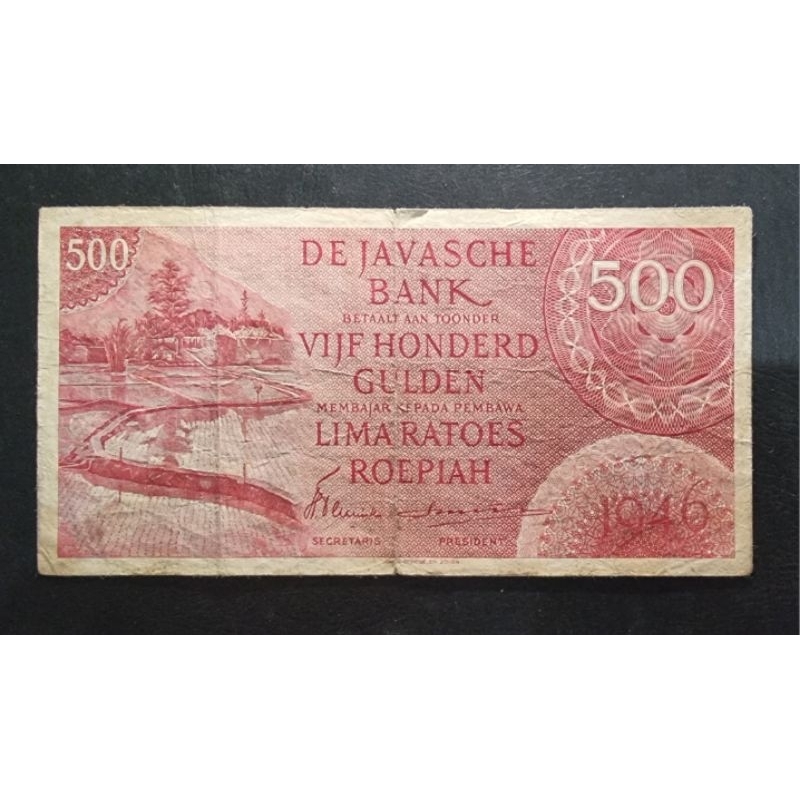 500
DE JAVASCHE
BANK
500
BETAALT AAN TOONDER
VIJF HONDERD
GULDEN
MEMBAJAR KEPADA PEMBAWA
LIMA RATOES
ROEPIAH
1946
SECRETARIS PRESIDENT